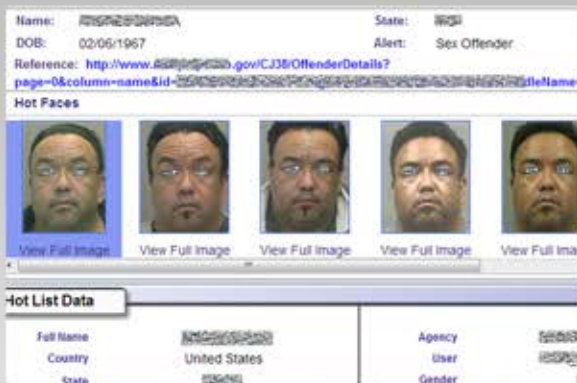 Name: State:
DOB: 02/06/1967 Alert: Sex Offender
Reference: http://www. .gov/CJ38/OffenderDetails?
page=0&column=name&id= dleName
Hot Faces
View Full Image View Full Image View Full Image View Full Image View Full Ima
Hot List Data
Full Name Agency
Country United States User
State Gender